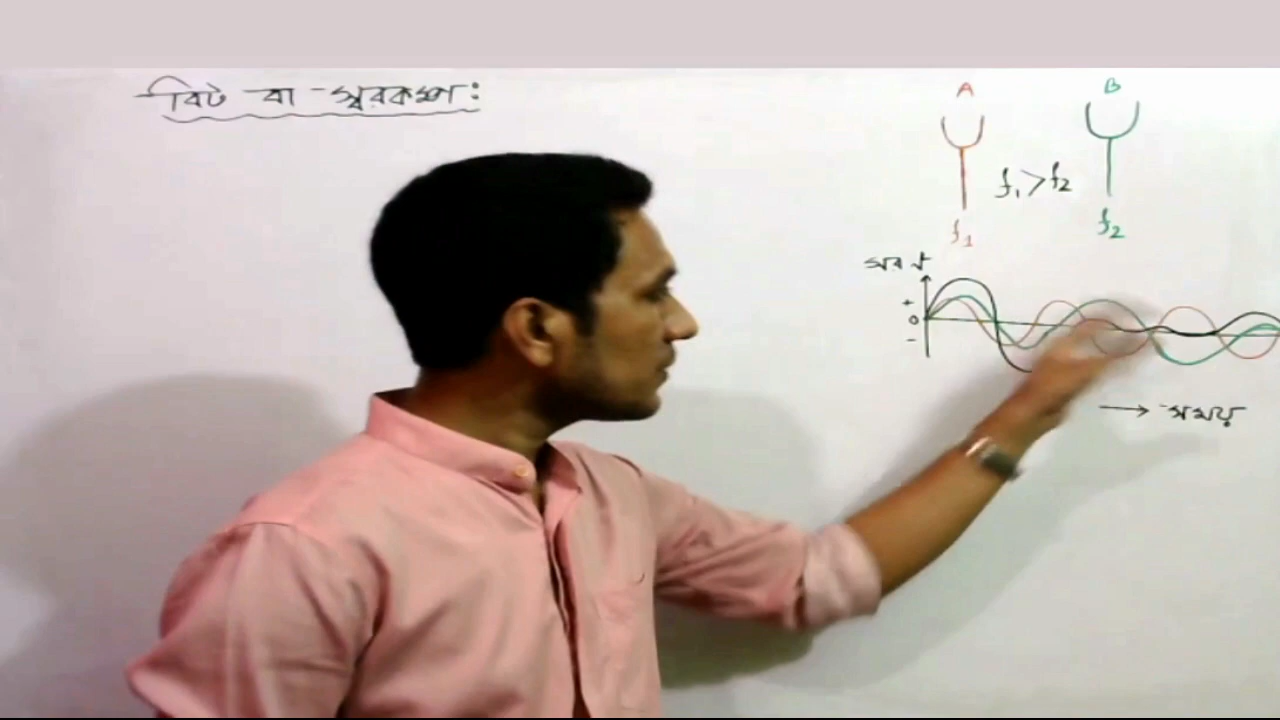 বিট বা স্বরকম্প :
A B
f₁ > f₂
f₁ f₂
সরণ
+
0
-
→ সময়